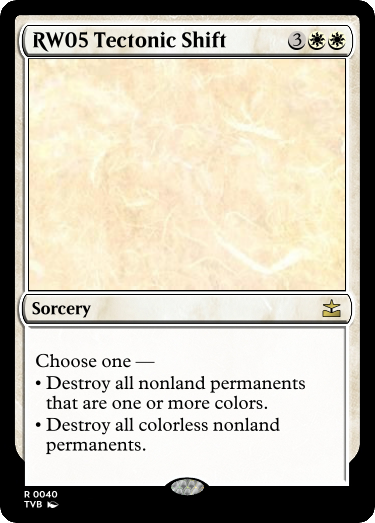 RW05 Tectonic Shift 3
Sorcery
Choose one —
• Destroy all nonland permanents
that are one or more colors.
• Destroy all colorless nonland
permanents.
R 0040
TVB